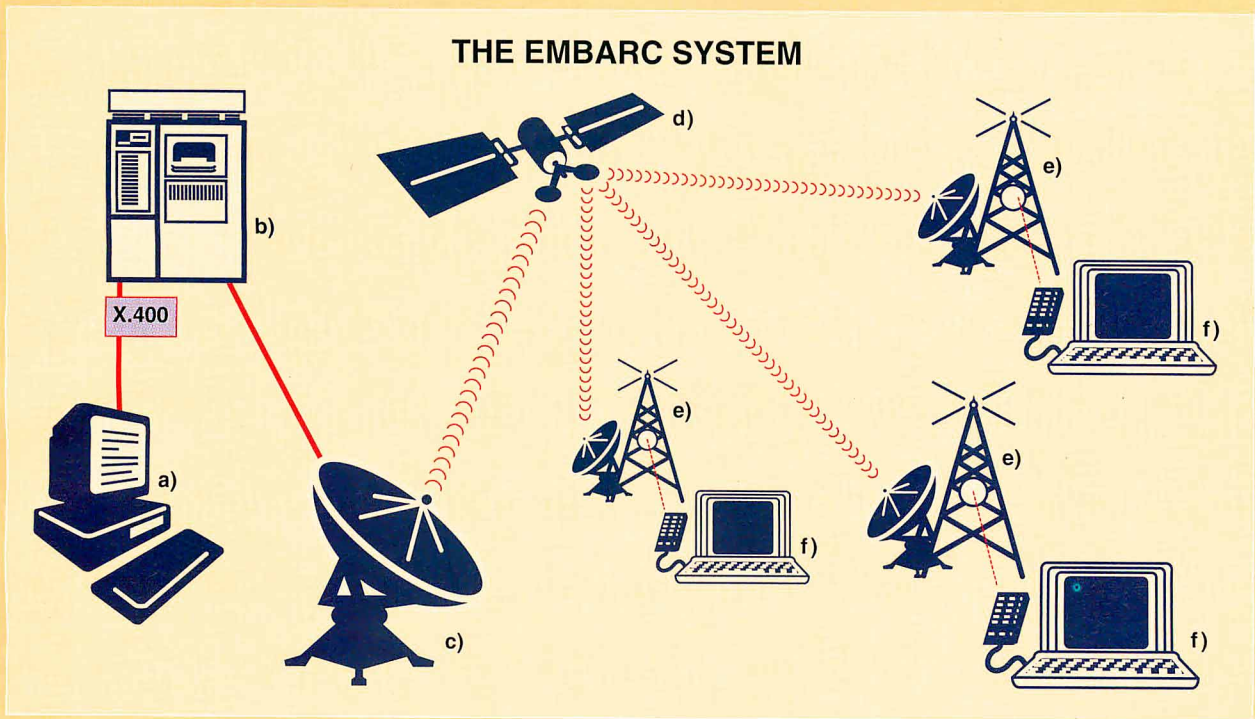 THE EMBARC SYSTEM
d)
e)
b)
X.400
f)
e)
e)
a)
f)
c)
f)